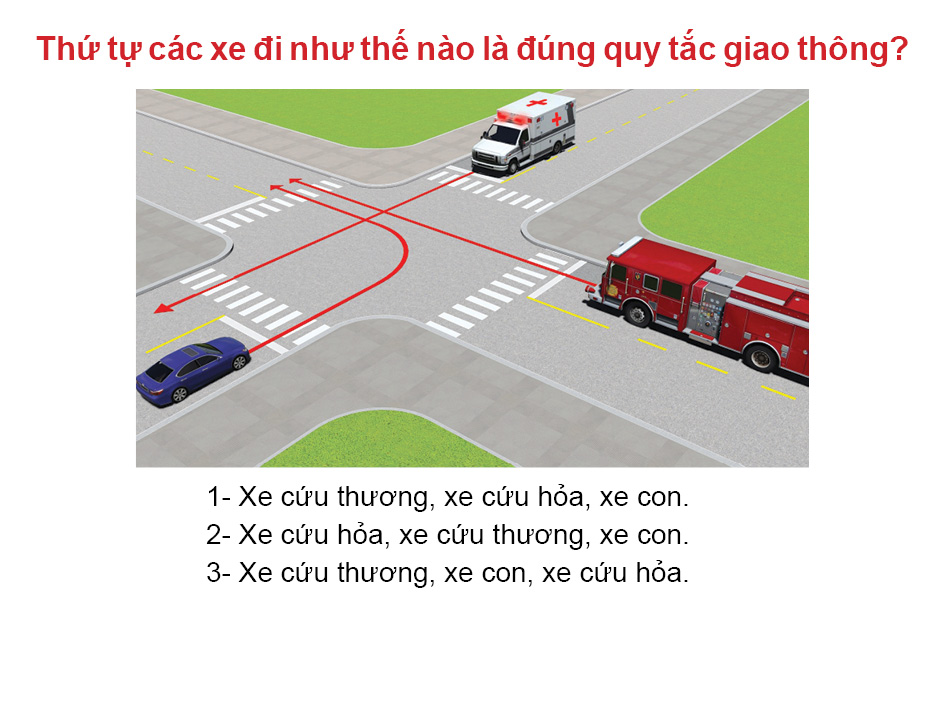 Thứ tự các xe đi như thế nào là đúng quy tắc giao thông?
1- Xe cứu thương, xe cứu hỏa, xe con.
2- Xe cứu hỏa, xe cứu thương, xe con.
3- Xe cứu thương, xe con, xe cứu hỏa.